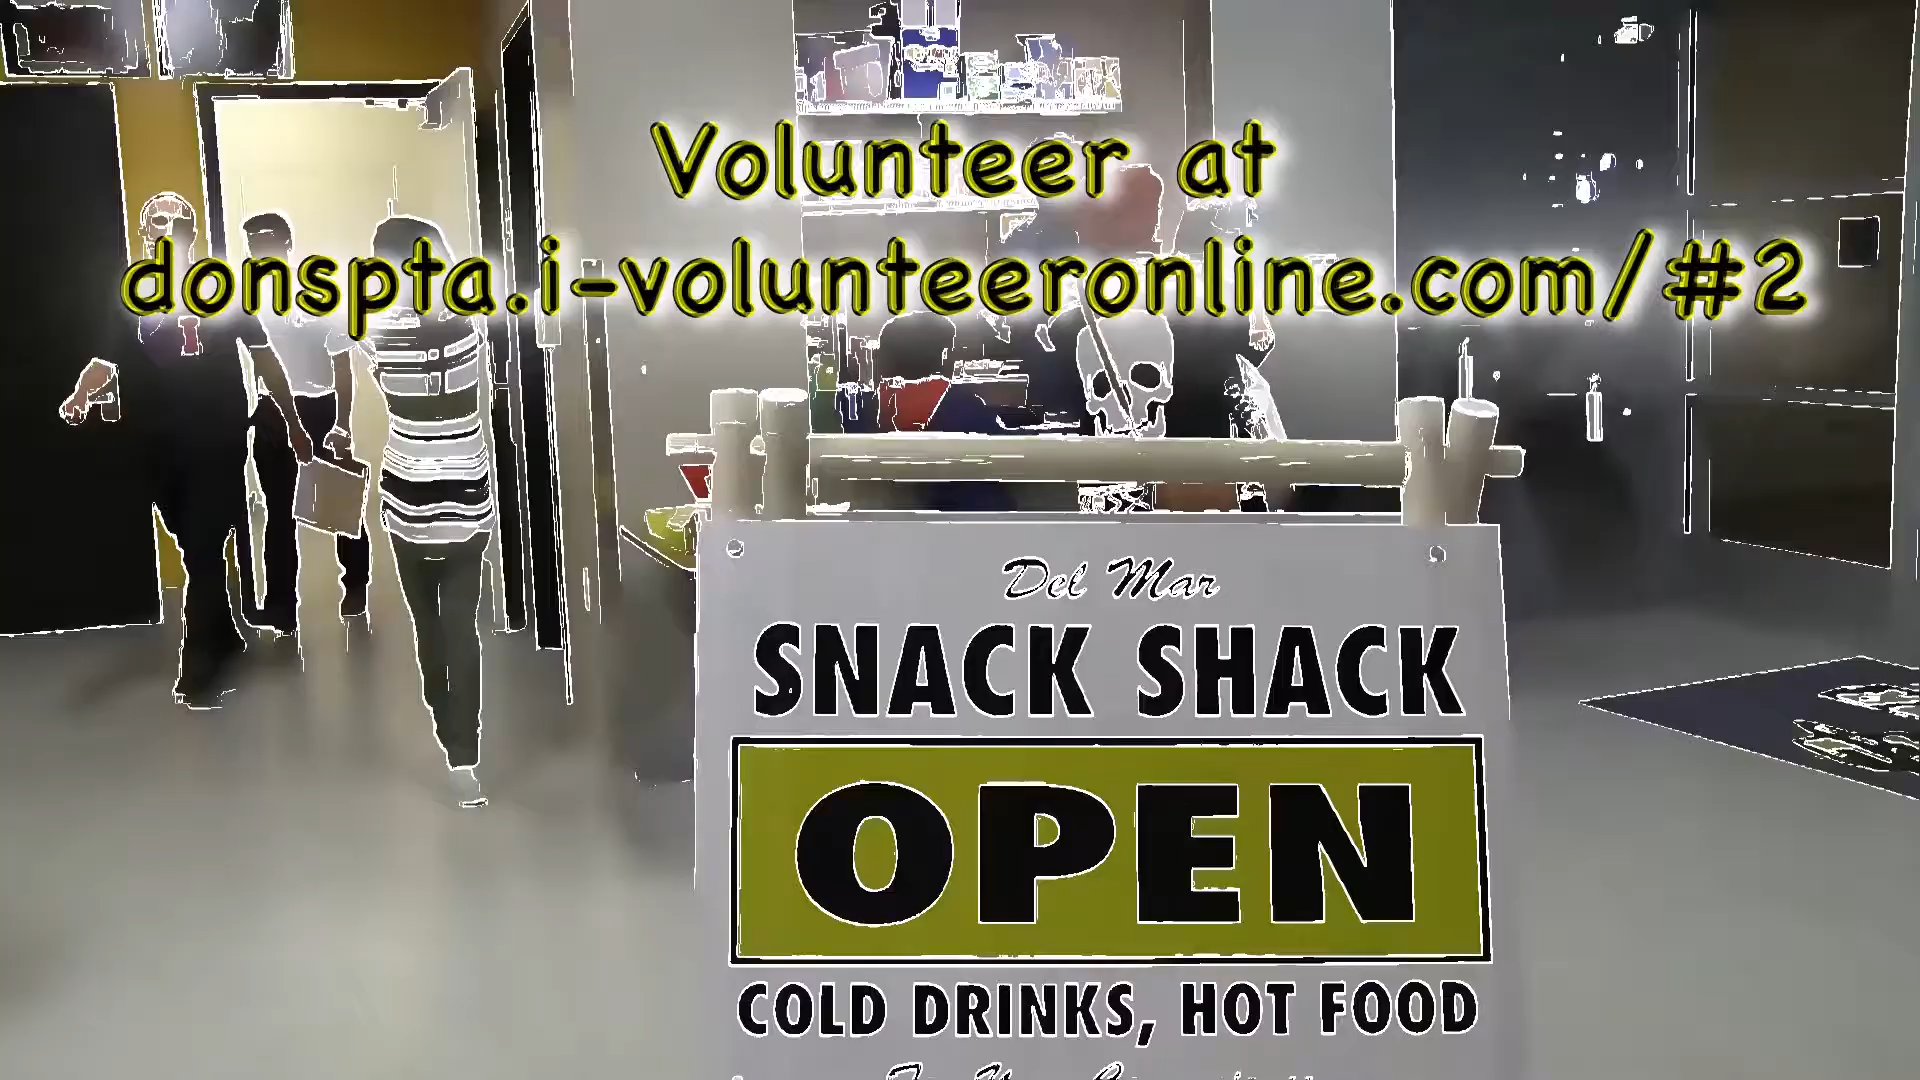 Volunteer at
donspta.i-volunteeronline.com/#2
Del Mar
SNACK SHACK
OPEN
COLD DRINKS, HOT FOOD